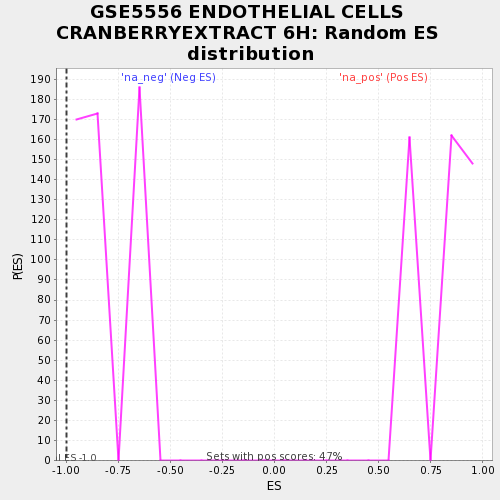 GSE5556 ENDOTHELIAL CELLS
CRANBERRYEXTRACT 6H: Random ES
distribution
'na_neg' (Neg ES)
'na_pos' (Pos ES)
190
180
170
160
150
140
130
120
110
100
90
80
70
60
50
40
30
20
10
0
P(ES)
ES -1.0
Sets with pos scores: 47%
-1.00 -0.75 -0.50 -0.25 0.00 0.25 0.50 0.75 1.00
ES